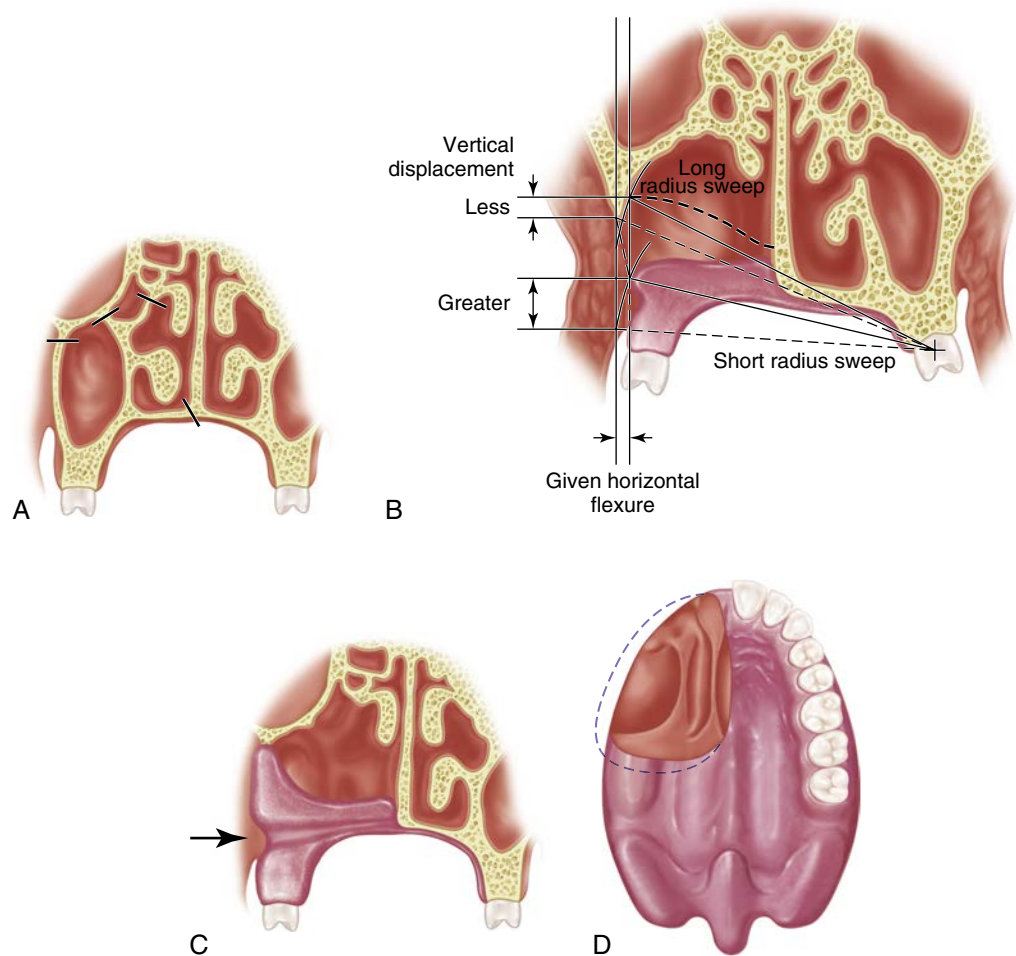 Vertical
displacement
Less
Greater
Long
radius sweep
Short radius sweep
Given horizontal
flexure
A
B
C
D